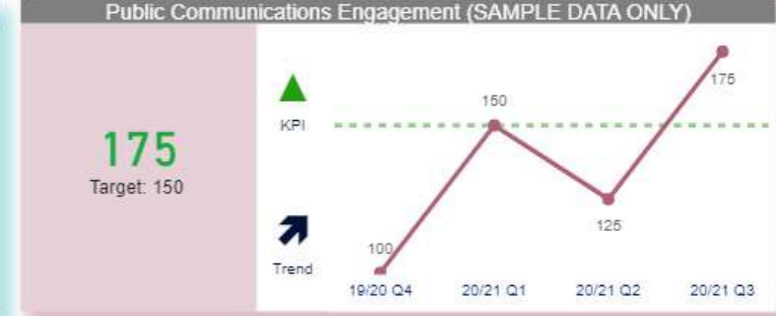 Public Communications Engagement (SAMPLE DATA ONLY)
175
Target: 150
KPI
Trend
100
150
125
175
19/20 Q4
20/21 Q1
20/21 Q2
20/21 Q3